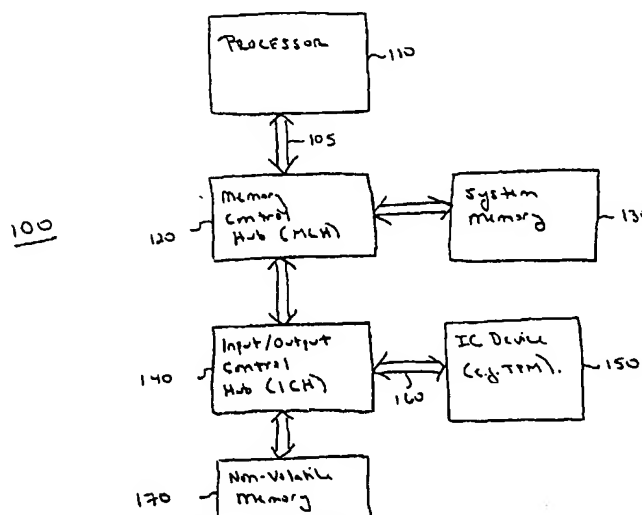 PROCESSOR
110
105
Memory
Control
Hub (MCH)
System
Memory
100
120
130
Input/Output
Control
Hub (ICH)
IC Device
(e.g. TPM).
140
160
150
Non-Volatile
Memory
170